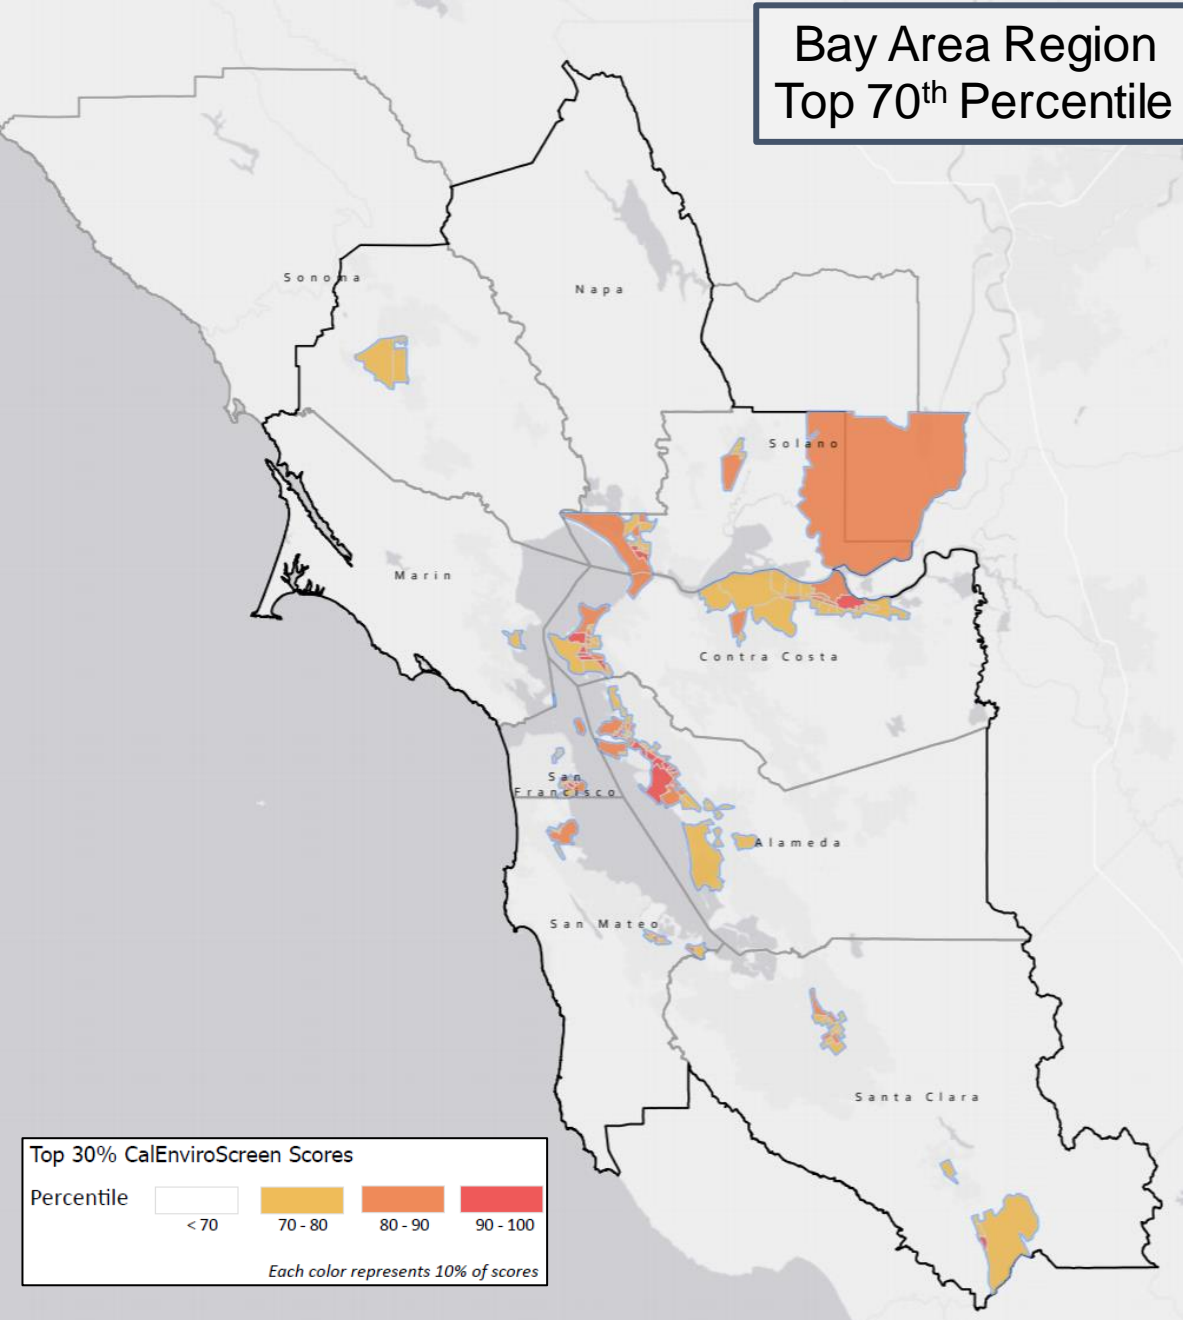 Bay Area Region
Top 70th Percentile
Sonoma
Napa
Solano
Marin
Contra Costa
San
Francisco
Alameda
San Mateo
Santa Clara
Top 30% CalEnviroScreen Scores
Percentile
< 70
70 - 80
80 - 90
90 - 100
Each color represents 10% of scores